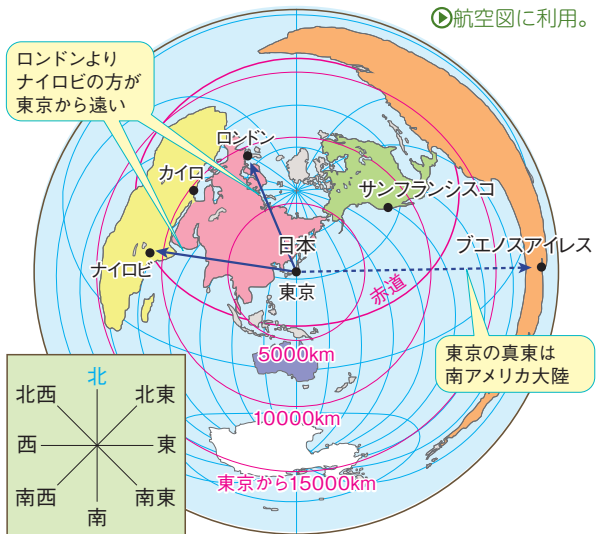 ▶航空図に利用。
ロンドンより
ナイロビの方が
東京から遠い
ロンドン
カイロ
サンフランシスコ
日本
ブエノスアイレス
ナイロビ
東京
赤道
5000km
東京の真東は
南アメリカ大陸
10000km
東京から15000km
北
北西
北東
西
東
南西
南東
南